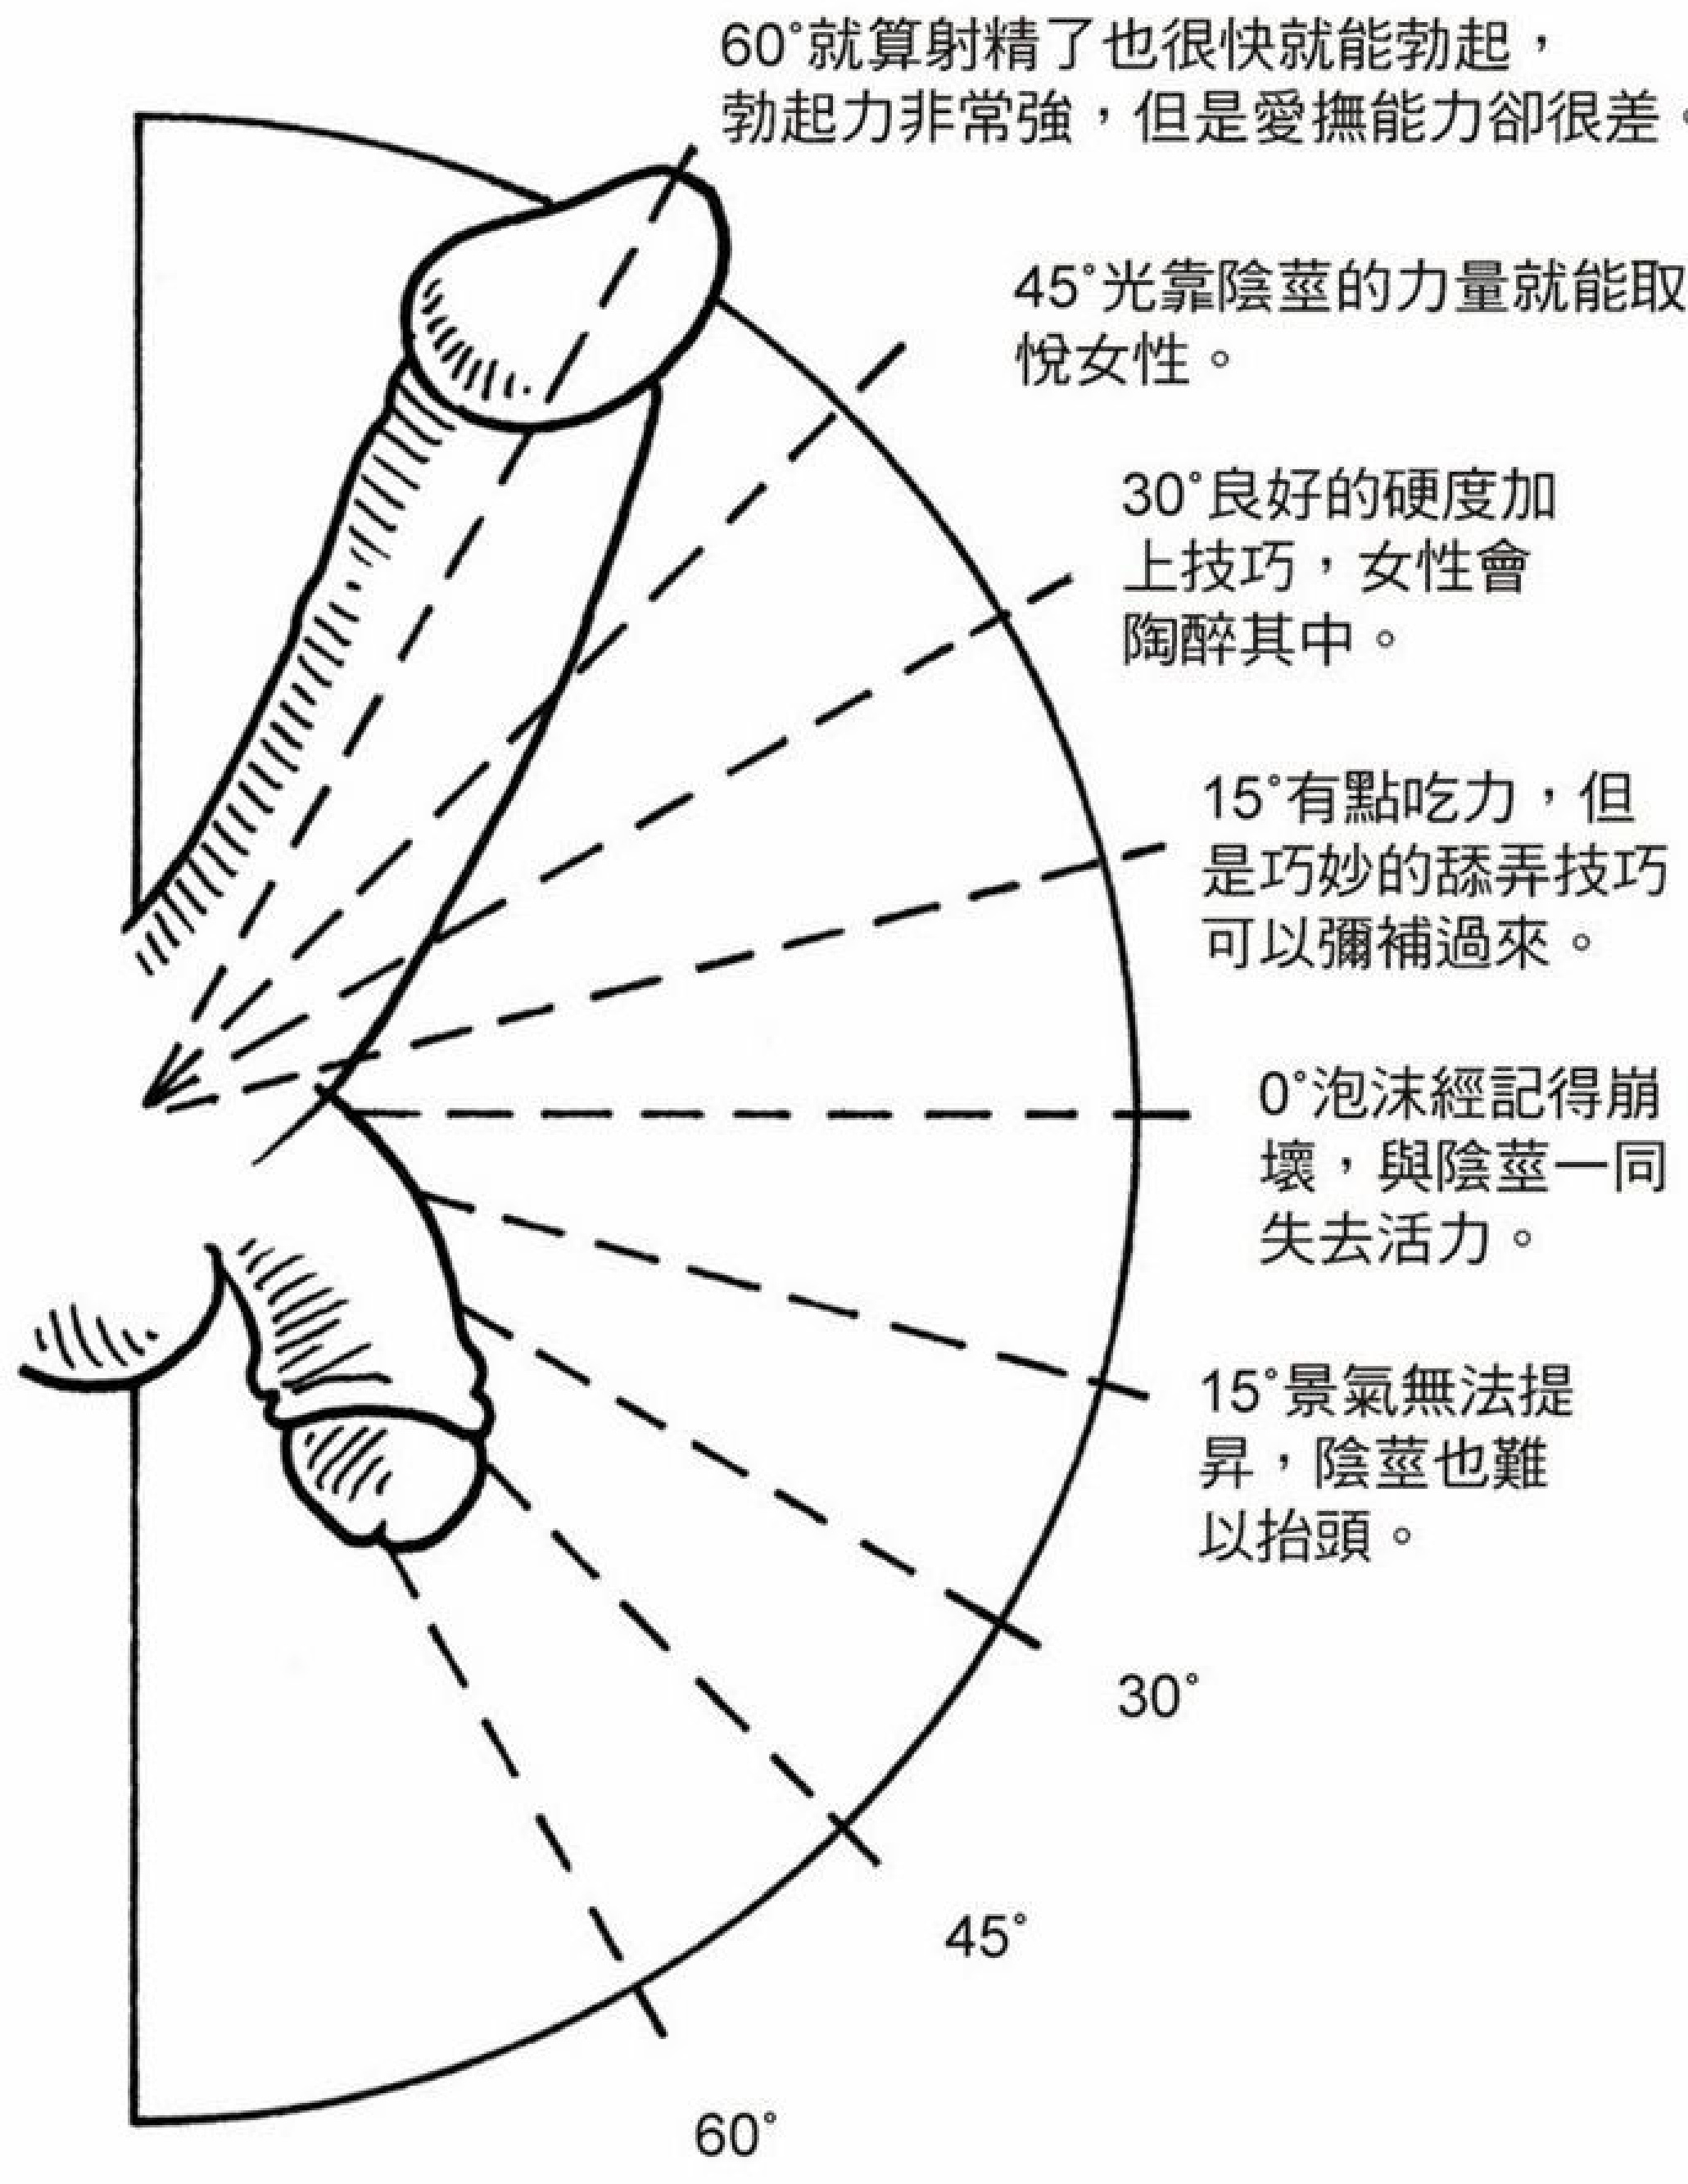 60°就算射精了也很快就能勃起，
勃起力非常強，但是愛撫能力卻很差。
45°光靠陰莖的力量就能取
悅女性。
30°良好的硬度加
上技巧，女性會
陶醉其中。
15°有點吃力，但
是巧妙的舔弄技巧
可以彌補過來。
0°泡沫經記得崩
壞，與陰莖一同
失去活力。
15°景氣無法提
昇，陰莖也難
以抬頭。
30°
45°
60°